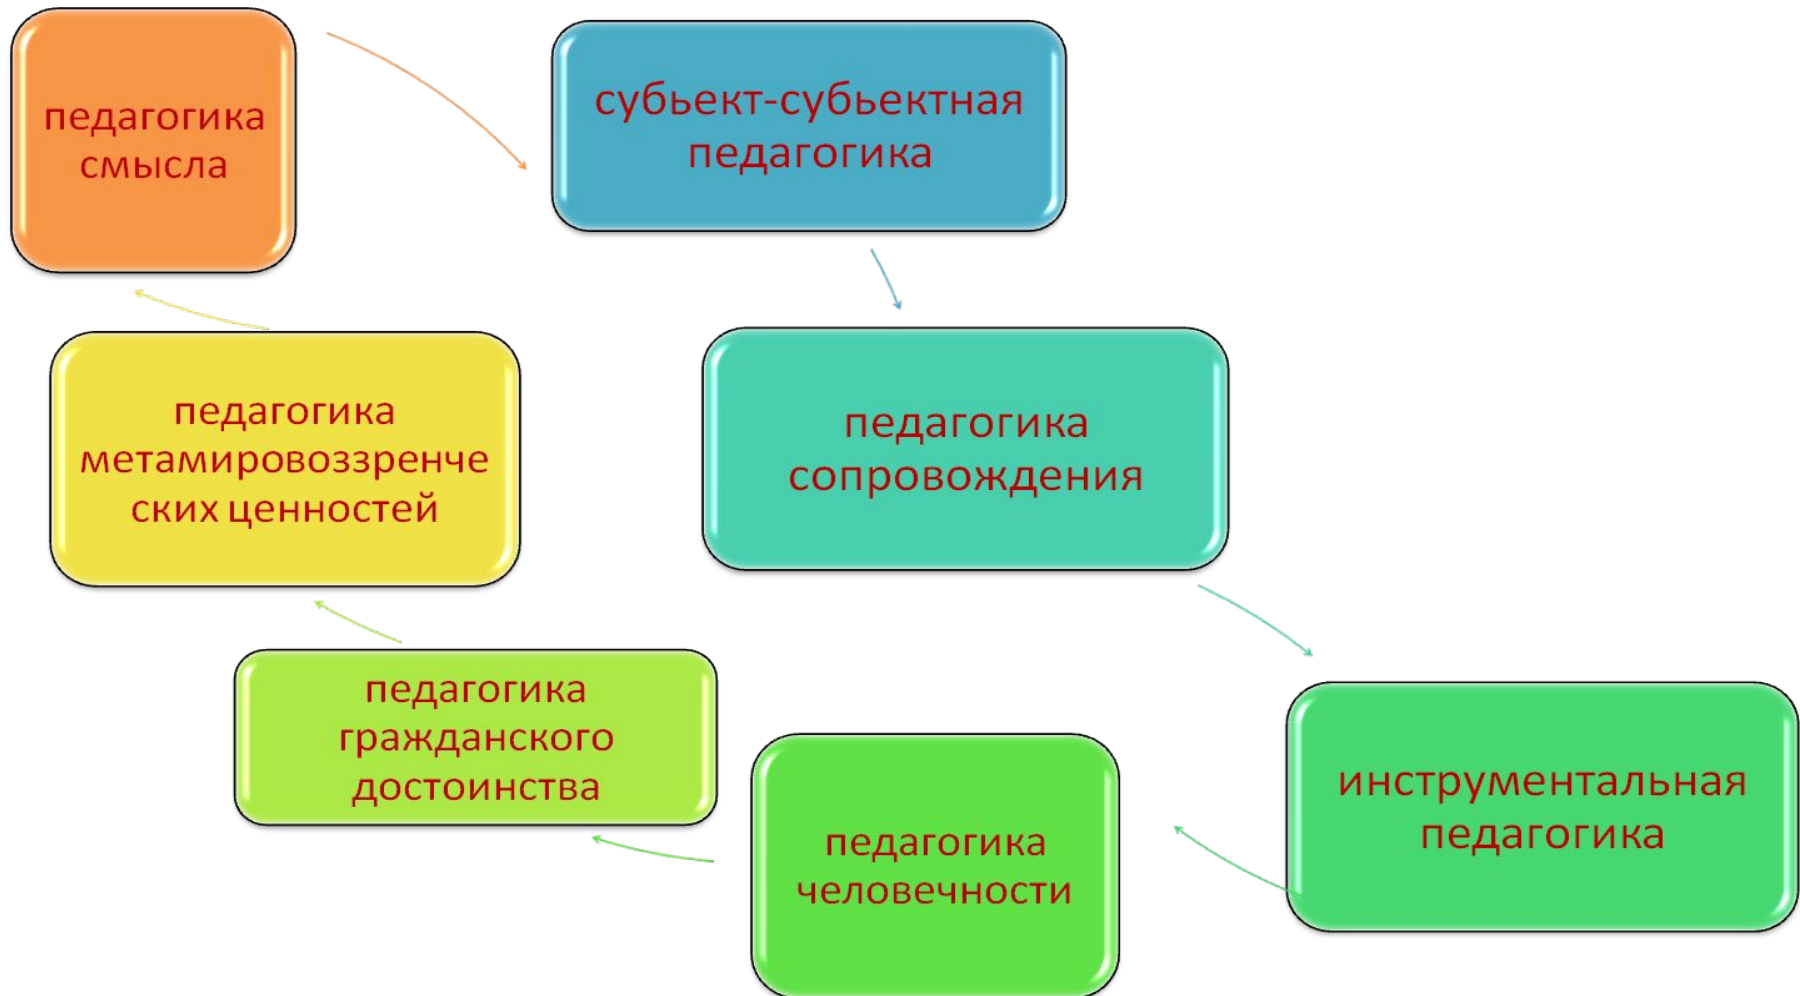 педагогика
смысла
субьект-субьектная
педагогика
педагогика
сопровождения
инструментальная
педагогика
педагогика
человечности
педагогика
гражданского
достоинства
педагогика
метамировоззренче
ских ценностей